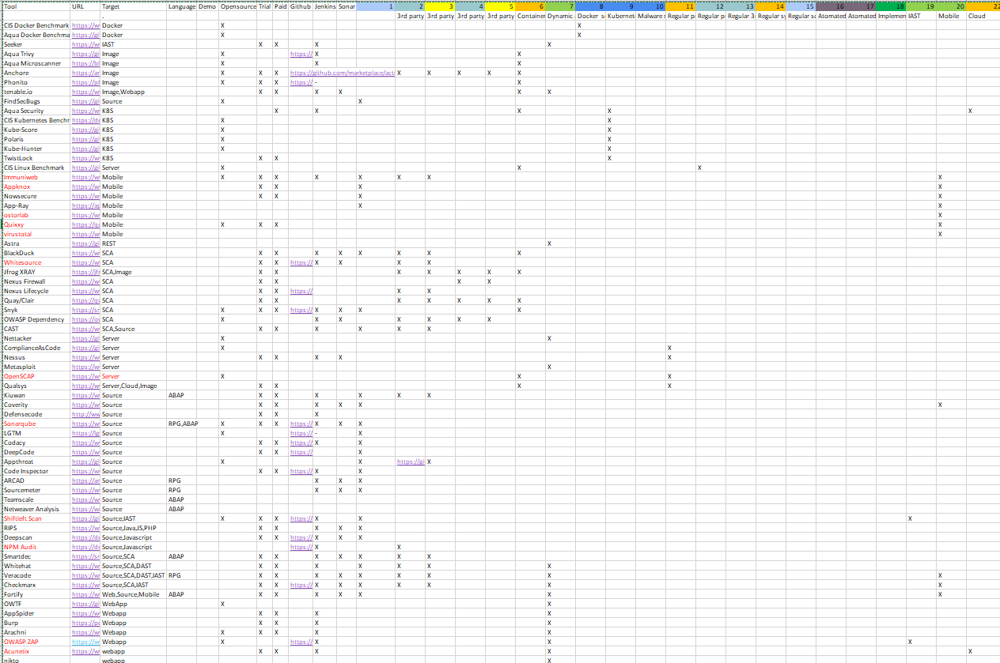 Tool URL Target Language Demo Opensource Trial Paid Github Jenkins Sonar 1 2 3 4 5 6 7 8 9 10 11 12 13 14 15 16 17 18 19 20 21 22
. 3rd party 3rd party 3rd party 3rd party Container Dynamic Docker Kubernet Malware Regular Regular Regular Regular Regular Atomated Atomated Implemen IAST Mobile Cloud
CIS Docker Benchmark https://w Docker X X
Aqua Docker Benchma https://w Docker X X
Seeker https://w IAST X X X X
Aqua Trivy https://gi Image X https:// X X
Aqua Microscanner https://b Image X X X
Anchore https://a Image X X X https://github.com/marketplace/act X X X X X
Phonito https://p Image X X X https:// - X
tenable.io https://w Image,Webapp X X X X X X
FindSecBugs https://gi Source X X
Aqua Security https://w K8S X X X X X
CIS Kubernetes Benchr https://d K8S X X
Kube-Score https://gi K8S X X
Polaris https://gi K8S X X
Kube-Hunter https://gi K8S X X
TwistLock https://w K8S X X X
CIS Linux Benchmark https://gi Server X X X
Immuniweb https://w Mobile X X X X X X X X
Appknox https://w Mobile X X X X
Nowsecure https://w Mobile X X X X
App-Ray https://a Mobile X X
ostorlab https://w Mobile X
Quixxy https://q Mobile X X X X
virustotal https://w Mobile X
Astra https://gi REST X
BlackDuck https://w SCA X X X X X X X X
Whitesource https://w SCA X X https:// X X X X
Jfrog XRAY https://jf SCA,Image X X X X X X X
Nexus Firewall https://w SCA X X X X
Nexus Lifecycle https://w SCA X X https:// X X
Quay/Clair https://q SCA X X X X X X X
Snyk https://s SCA X X X https:// X X X X
OWASP Dependency https://o SCA X X X X X X X
CAST https://w SCA,Source X X X X X X
Nettacker https://gi Server X X
ComplianceAsCode https://gi Server X X
Nessus https://w Server X X X X X
Metasploit https://w Server X
OpenSCAP https://w Server X X X
Qualsys https://w Server,Cloud,Image X X X X
Kiuwan https://w Source ABAP X X X X X X
Coverity https://w Source X X X X X X
Defensecode http://ww Source X X X
Sonarqube https://w Source RPG,ABAP X X X https:// X X X
LGTM https://lg Source X https:// - X
Codacy https://w Source X X https:// X X
DeepCode https://w Source X X https:// X
Appthreat https://gi Source X X https://gi X
Code Inspector https://w Source X X https:// X X
ARCAD https://a Source RPG X X X
Sourcemeter https://w Source RPG X X X
Teamscale https://w Source ABAP
Netweaver Analysis https://w Source ABAP
Shiftleft Scan https://gi Source,IAST X X X https:// X X X
RIPS https://w Source,Java,JS,PHP X X X X X
Deepscan https://d Source,Javascript X X https:// X X X
NPM Audit https://d Source,Javascript https:// X X
Smartdec https://s Source,SCA ABAP X X X X X X X
Whitehat https://w Source,SCA,DAST X X X X X X X
Veracode https://w Source,SCA,DAST,IAST RPG X X X X X X X X X
Checkmarx https://w Source,SCA,IAST X X https:// X X X X X X X
Fortify https://w Web,Source,Mobile ABAP X X X X X X X
OWTF https://w WebApp X X
AppSpider https://w Webapp X X X X
Burp https://p Webapp X X X X
Arachni https://w Webapp X X X X X
OWASP ZAP https://w Webapp X https:// X X X
Acunetix https://w webapp X X X X X
nikto webapp X